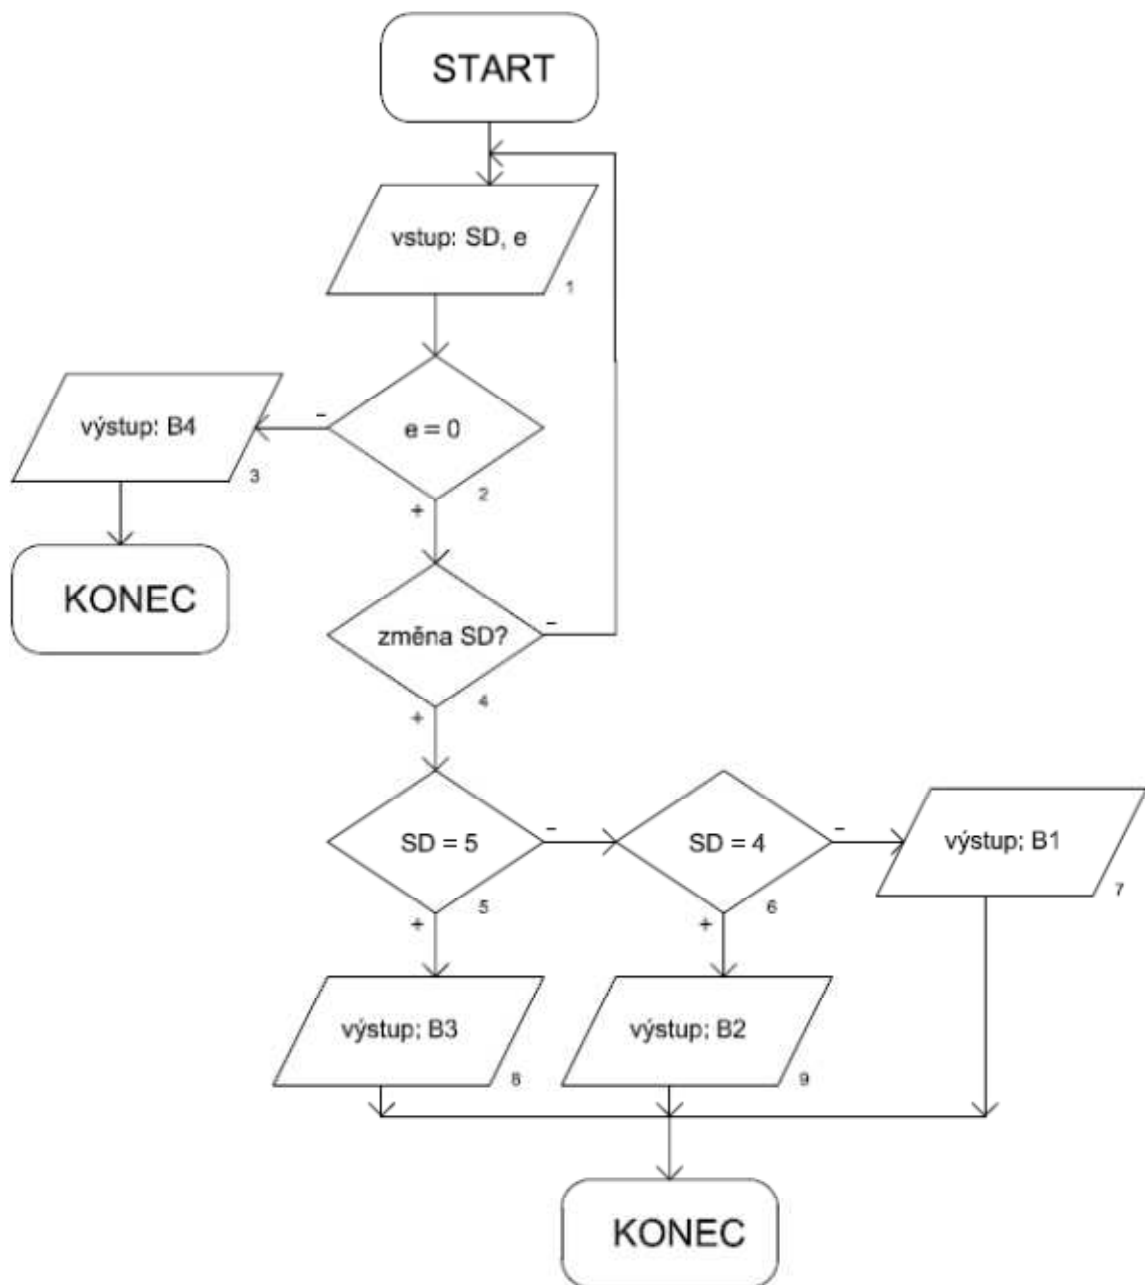 START
vstup: SD, e
1
výstup: B4
3
-
e = 0
2
+
KONEC
změna SD?
-
4
+
SD = 5
-
5
+
SD = 4
-
6
+
výstup; B1
7
výstup; B3
8
výstup; B2
9
KONEC